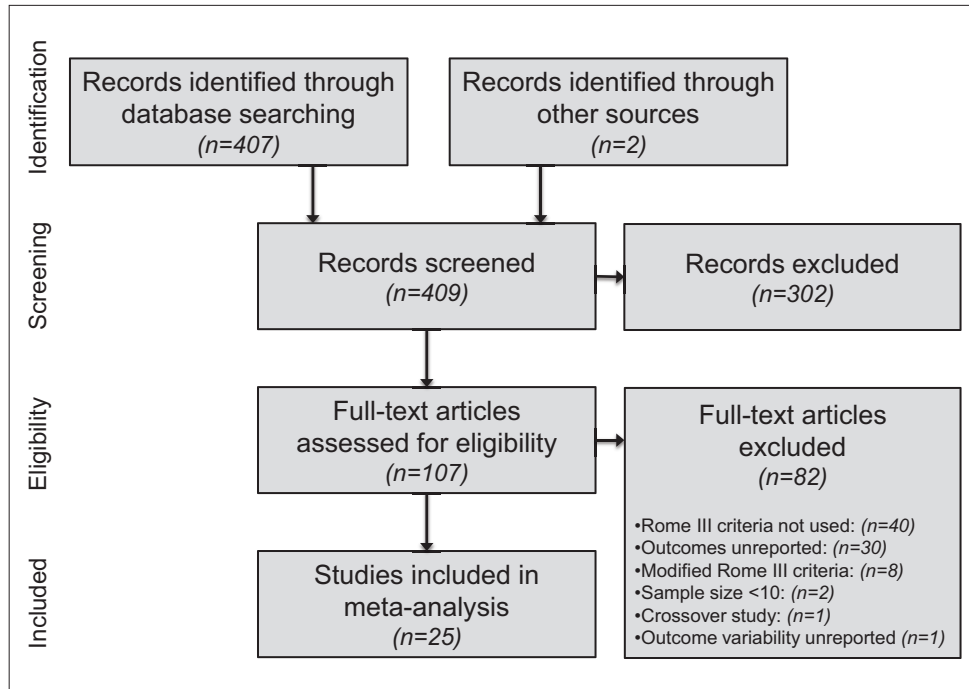 Identification
Records identified through
database searching
(n=407)
Records identified through
other sources
(n=2)
Screening
Records screened
(n=409)
Records excluded
(n=302)
Eligibility
Full-text articles
assessed for eligibility
(n=107)
Full-text articles
excluded
(n=82)
•Rome III criteria not used: (n=40)
•Outcomes unreported: (n=30)
•Modified Rome III criteria: (n=8)
•Sample size <10: (n=2)
•Crossover study: (n=1)
•Outcome variability unreported (n=1)
Included
Studies included in
meta-analysis
(n=25)